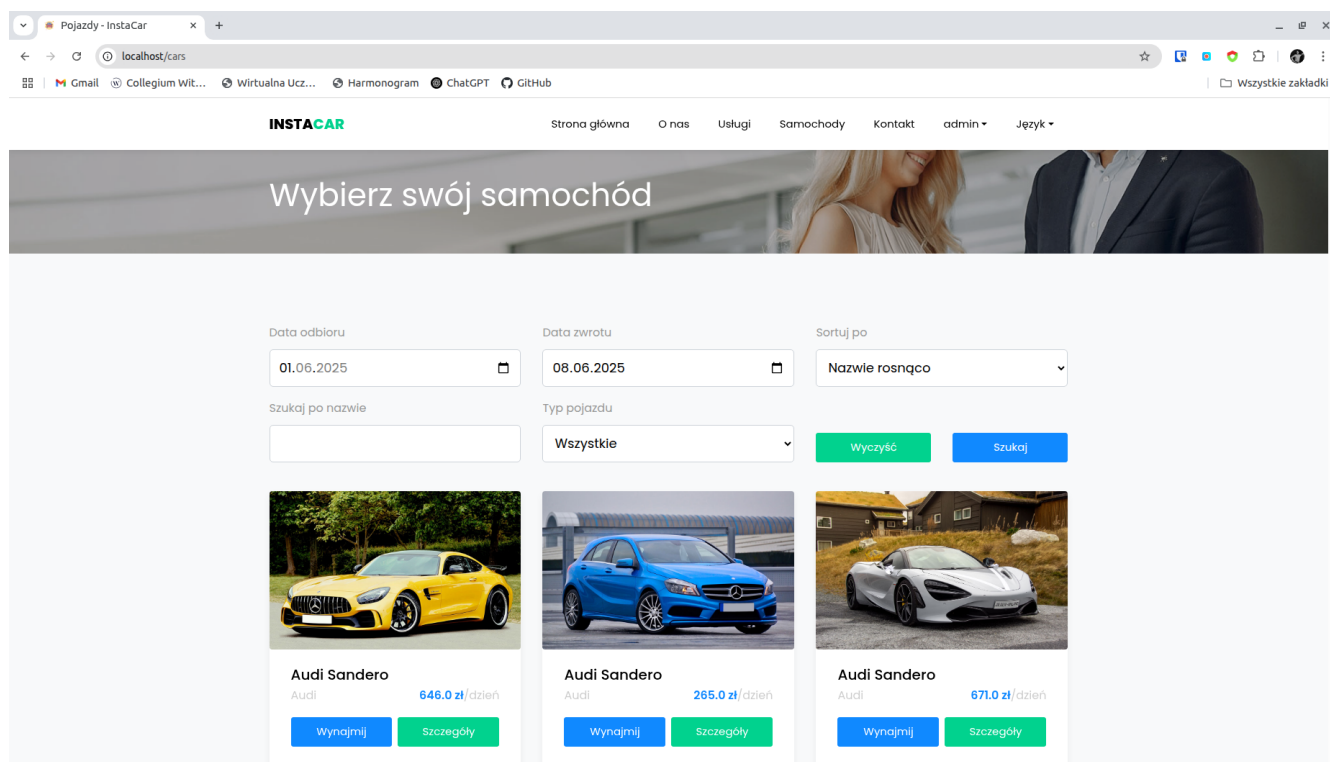 Pojazdy - InstaCar
localhost/cars
Gmail Collegium Wit... Wirtualna Ucz... Harmonogram ChatGPT GitHub Wszystkie zakładki
INSTACAR Strona główna O nas Usługi Samochody Kontakt admin Język
Wybierz swój samochód
Data odbioru Data zwrotu Sortuj po
01.06.2025 08.06.2025 Nazwie rosnąco
Szukaj po nazwie Typ pojazdu
Wszystkie Wyczyść Szukaj
Audi Sandero Audi Sandero Audi Sandero
Audi 646.0 zł/dzień Audi 265.0 zł/dzień Audi 671.0 zł/dzień
Wynajmij Szczegóły Wynajmij Szczegóły Wynajmij Szczegóły